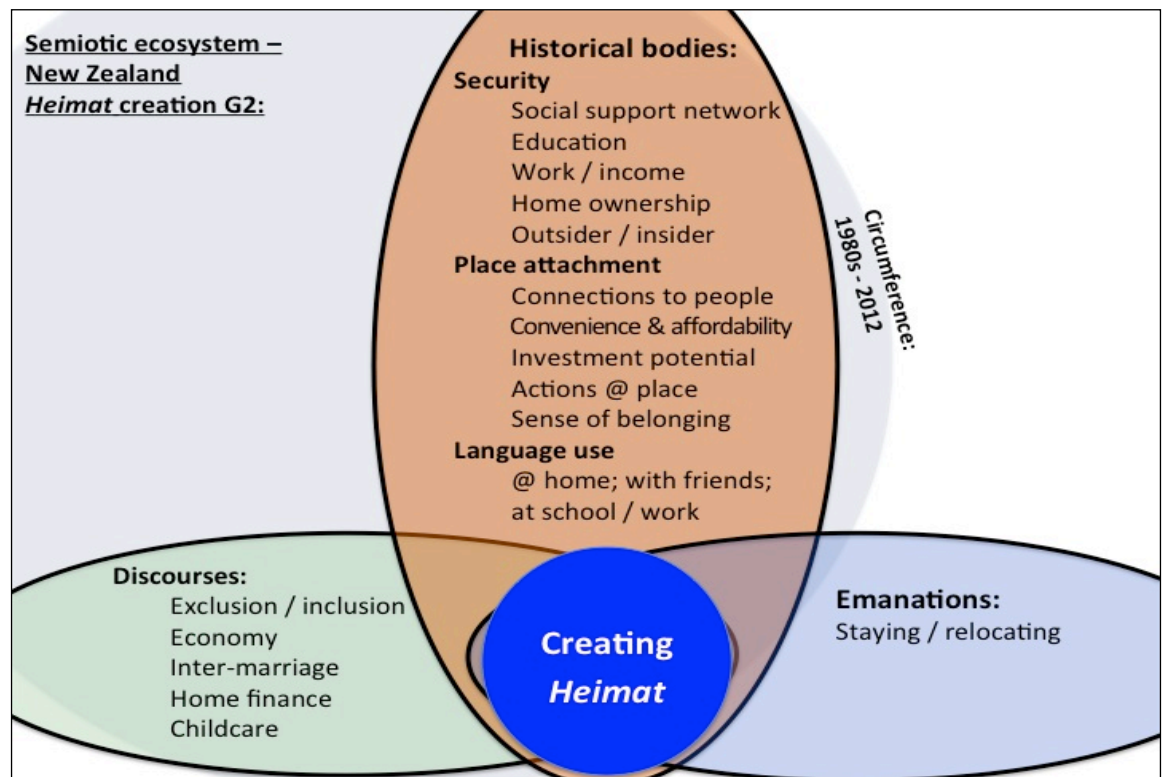 Semiotic ecosystem –
New Zealand
Heimat creation G2:
Historical bodies:
Security
Social support network
Education
Work / income
Home ownership
Outsider / insider
Place attachment
Connections to people
Convenience & affordability
Investment potential
Actions @ place
Sense of belonging
Language use
@ home; with friends;
at school / work
Circumference:
1980s - 2012
Discourses:
Exclusion / inclusion
Economy
Inter-marriage
Home finance
Childcare
Creating
Heimat
Emanations:
Staying / relocating